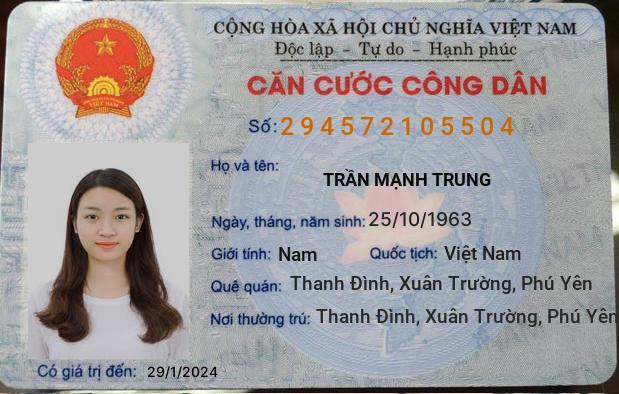 CỘNG HÒA XÃ HỘI CHỦ NGHĨA VIỆT NAM
Độc lập - Tự do - Hạnh phúc
CĂN CƯỚC CÔNG DÂN
Số: 294572105504
Họ và tên:
TRẦN MẠNH TRUNG
Ngày, tháng, năm sinh: 25/10/1963
Giới tính: Nam Quốc tịch: Việt Nam
Quê quán: Thanh Đình, Xuân Trường, Phú Yên
Nơi thường trú: Thanh Đình, Xuân Trường, Phú Yên
Có giá trị đến: 29/1/2024
VIỆT NAM